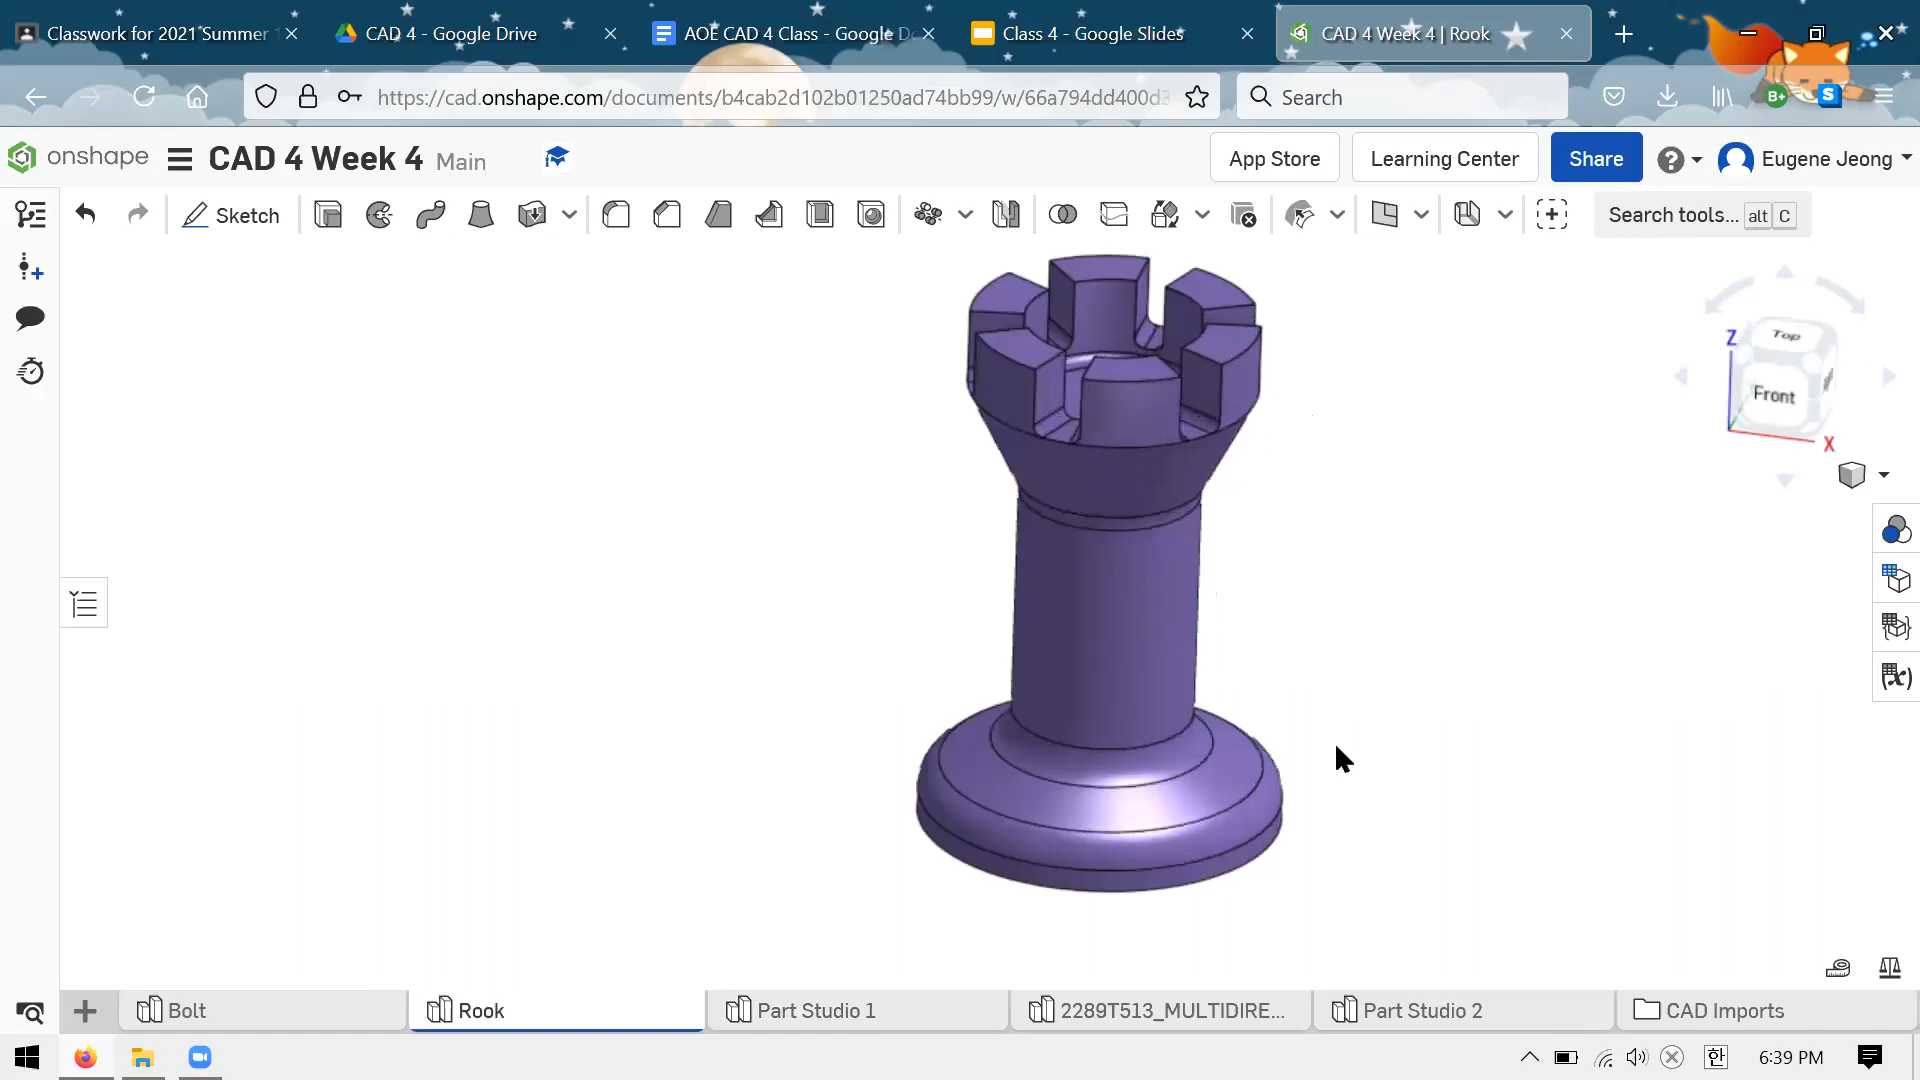 Classwork for 2021 Summer
CAD 4 - Google Drive
AOE CAD 4 Class - Google D
Class 4 - Google Slides
CAD 4 Week 4 | Rook
https://cad.onshape.com/documents/b4cab2d102b01250ad74bb99/w/66a794dd400d3
Search
B+
S
onshape
CAD 4 Week 4 Main
App Store
Learning Center
Share
Eugene Jeong
Sketch
Search tools... alt C
Top
Z
Front
X
(x)
Bolt
Rook
Part Studio 1
2289T513_MULTIDIRE...
Part Studio 2
CAD Imports
한
6:39 PM